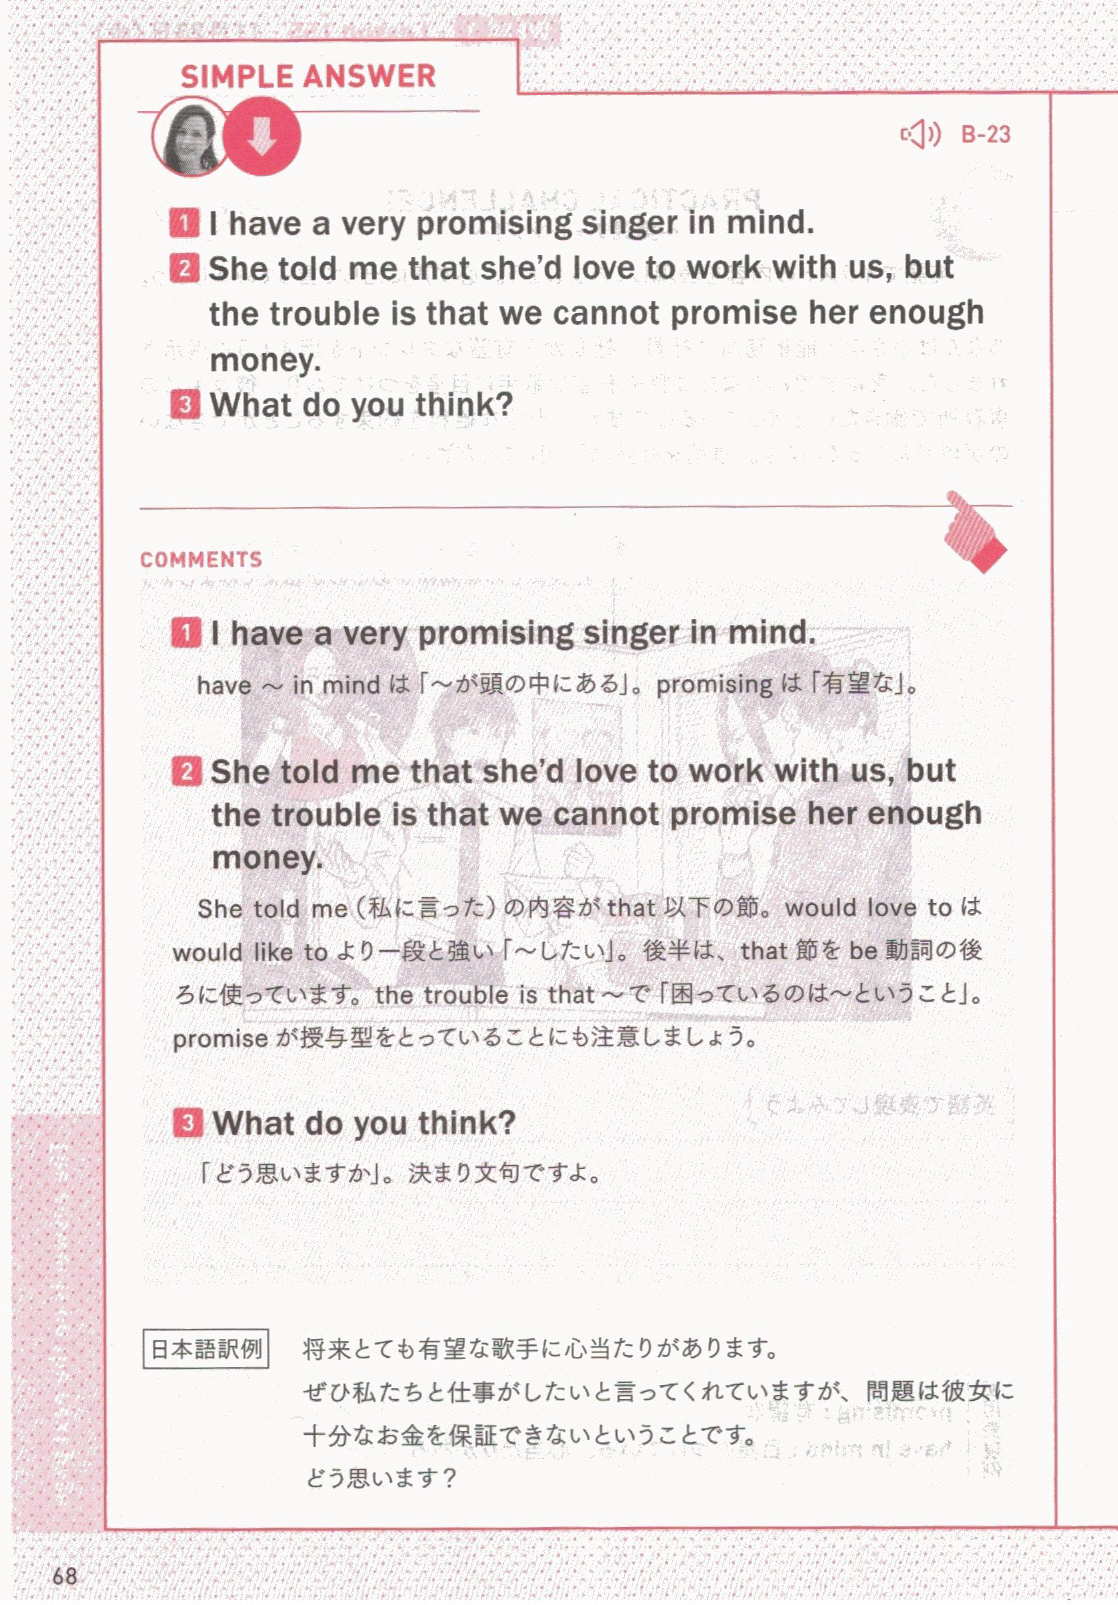 SIMPLE ANSWER
B-23
1 I have a very promising singer in mind.
2 She told me that she'd love to work with us, but
the trouble is that we cannot promise her enough
money.
3 What do you think?
COMMENTS
1 I have a very promising singer in mind.
have 〜 in mind は「〜が頭の中にある」。promising は「有望な」。
2 She told me that she'd love to work with us, but
the trouble is that we cannot promise her enough
money.
She told me（私に言った）の内容が that 以下の節。would love to は
would like to より一段と強い「〜したい」。後半は、that 節を be 動詞の後
ろに使っています。the trouble is that 〜で「困っているのは〜ということ」。
promise が授与型をとっていることにも注意しましょう。
3 What do you think?
「どう思いますか」。決まり文句ですよ。
日本語訳例
将来とても有望な歌手に心当たりがあります。
ぜひ私たちと仕事がしたいと言ってくれていますが、問題は彼女に
十分なお金を保証できないということです。
どう思います？
68